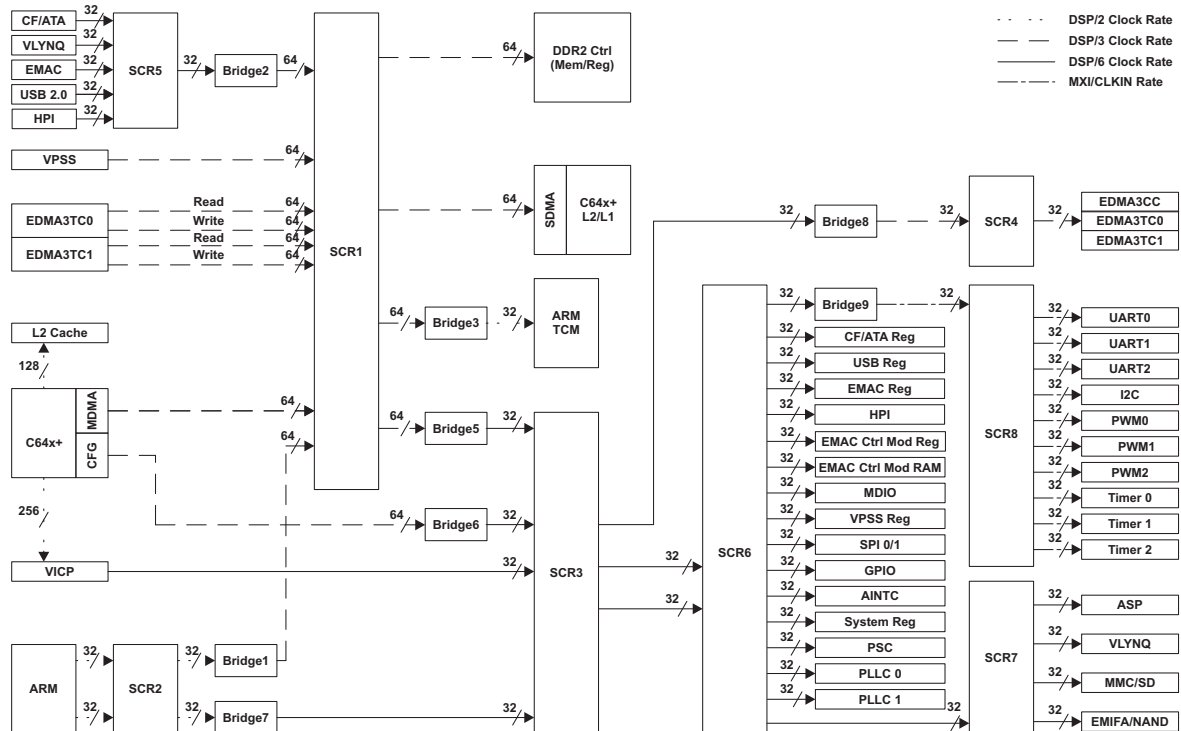 CF/ATA
VLYNQ
EMAC
USB 2.0
HPI
32
32
32
32
32
SCR5
32
Bridge2
64
VPSS
64
EDMA3TC0
EDMA3TC1
Read
Write
Read
Write
64
64
64
64
SCR1
64
DDR2 Ctrl
(Mem/Reg)
64
SDMA
C64x+
L2/L1
64
Bridge3
32
ARM
TCM
DSP/2 Clock Rate
DSP/3 Clock Rate
DSP/6 Clock Rate
MXI/CLKIN Rate
L2 Cache
128
C64x+
MDMA
CFG
64
64
256
VICP
64
Bridge5
32
64
Bridge6
32
32
SCR3
ARM
32
32
SCR2
32
Bridge1
32
Bridge7
32
32
32
32
Bridge8
32
SCR4
32
EDMA3CC
EDMA3TC0
EDMA3TC1
SCR6
32
Bridge9
32
32
CF/ATA Reg
32
USB Reg
32
EMAC Reg
32
HPI
32
EMAC Ctrl Mod Reg
32
EMAC Ctrl Mod RAM
32
MDIO
32
VPSS Reg
32
SPI 0/1
32
GPIO
32
AINTC
32
System Reg
32
PSC
32
PLLC 0
32
PLLC 1
32
SCR8
32
UART0
32
UART1
32
UART2
32
I2C
32
PWM0
32
PWM1
32
PWM2
32
Timer 0
32
Timer 1
32
Timer 2
SCR7
32
ASP
32
VLYNQ
32
MMC/SD
32
EMIFA/NAND